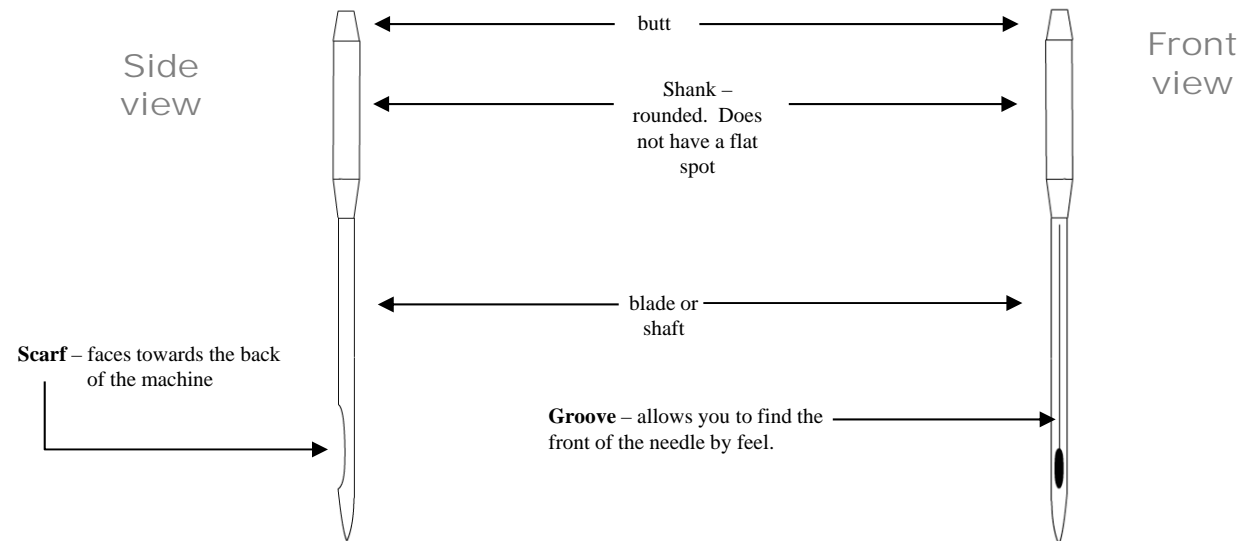 butt
Side
view
Front
view
Shank –
rounded.  Does
not have a flat
spot
blade or
shaft
Scarf – faces towards the back
of the machine
Groove – allows you to find the
front of the needle by feel.